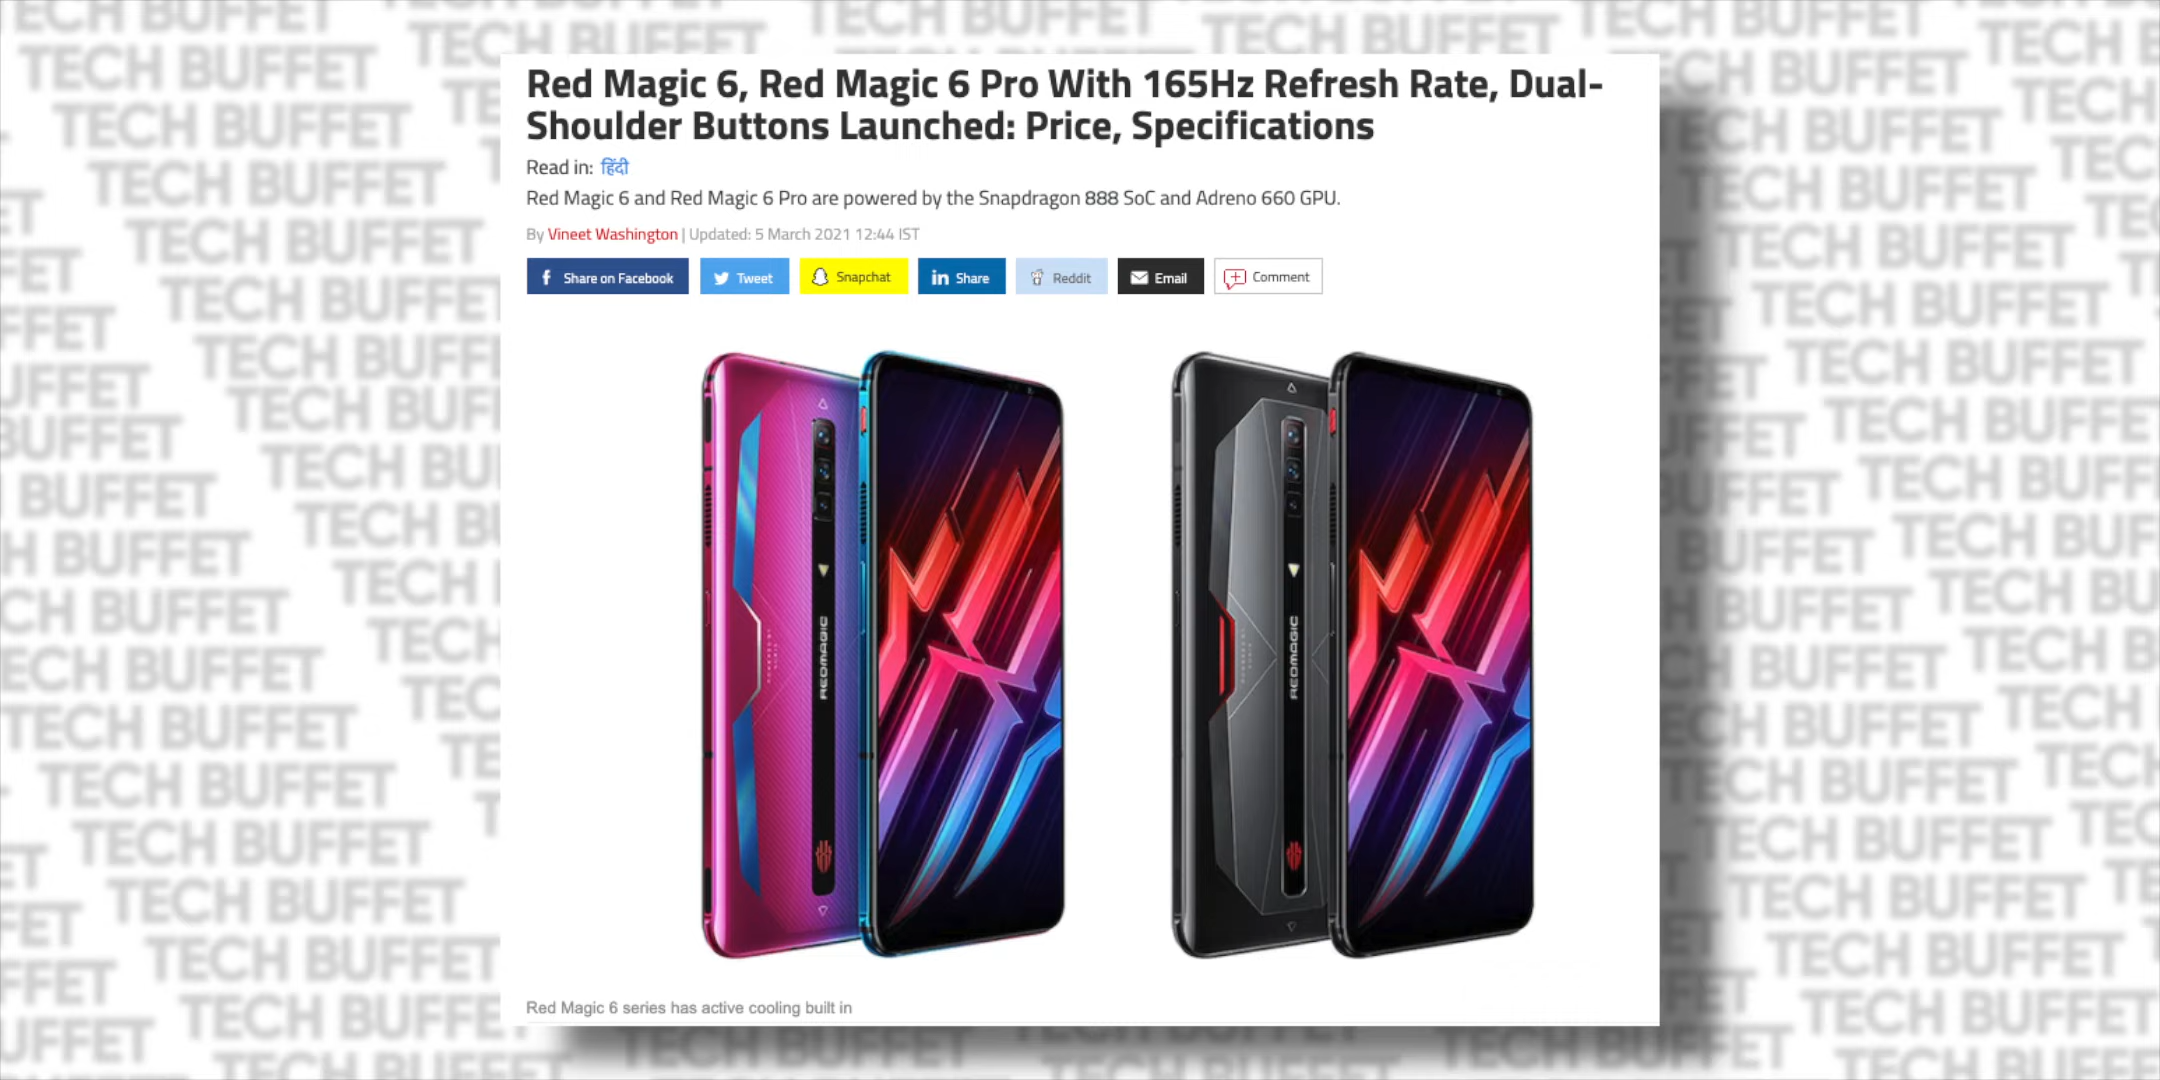 Red Magic 6, Red Magic 6 Pro With 165Hz Refresh Rate, Dual-
Shoulder Buttons Launched: Price, Specifications
Read in: हिंदी
Red Magic 6 and Red Magic 6 Pro are powered by the Snapdragon 888 SoC and Adreno 660 GPU.
By Vineet Washington | Updated: 5 March 2021 12:44 IST
Share on Facebook
Tweet
Snapchat
in Share
Reddit
Email
Comment
REDMAGIC
REDMAGIC
Red Magic 6 series has active cooling built in
TECH BUFFET